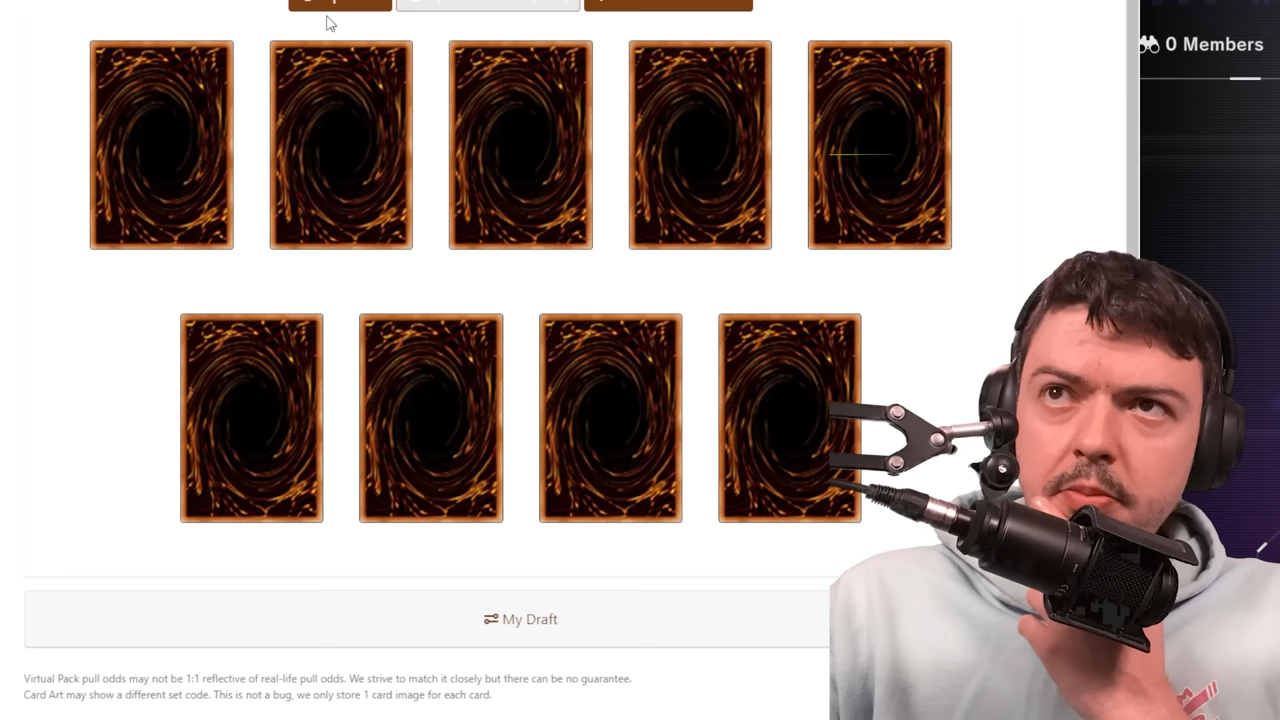 0 Members
My Draft
Virtual Pack pull odds may not be 1:1 reflective of real-life pull odds. We strive to match it closely but there can be no guarantee.
Card Art may show a different set code. This is not a bug, we only store 1 card image for each card.